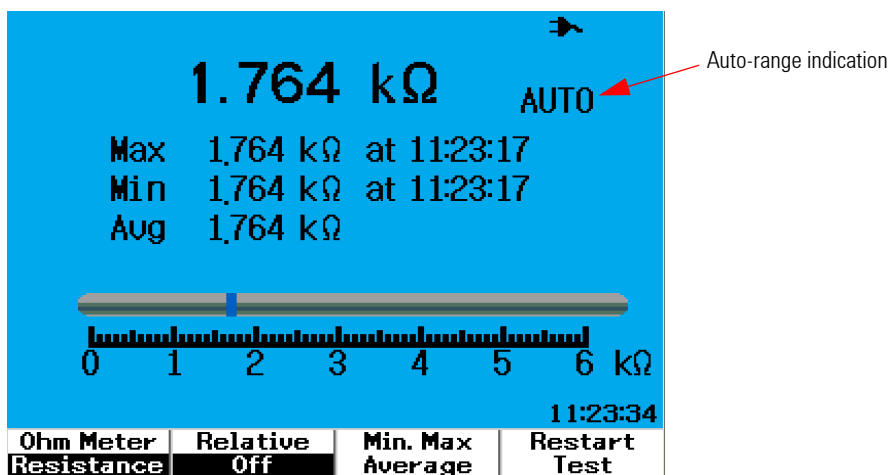 Auto-range indication
1.764 kΩ
AUTO
Max 1.764 kΩ at 11:23:17
Min 1.764 kΩ at 11:23:17
Avg 1.764 kΩ
0 1 2 3 4 5 6 kΩ
11:23:34
Ohm Meter Relative Min. Max Restart
Resistance Off Average Test